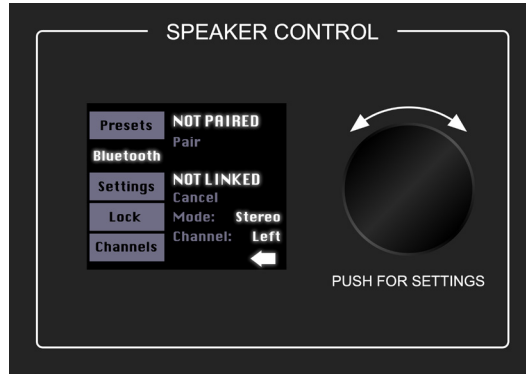 SPEAKER CONTROL
Presets
Bluetooth
Settings
Lock
Channels
NOT PAIRED
Pair
NOT LINKED
Cancel
Mode: Stereo
Channel: Left
PUSH FOR SETTINGS